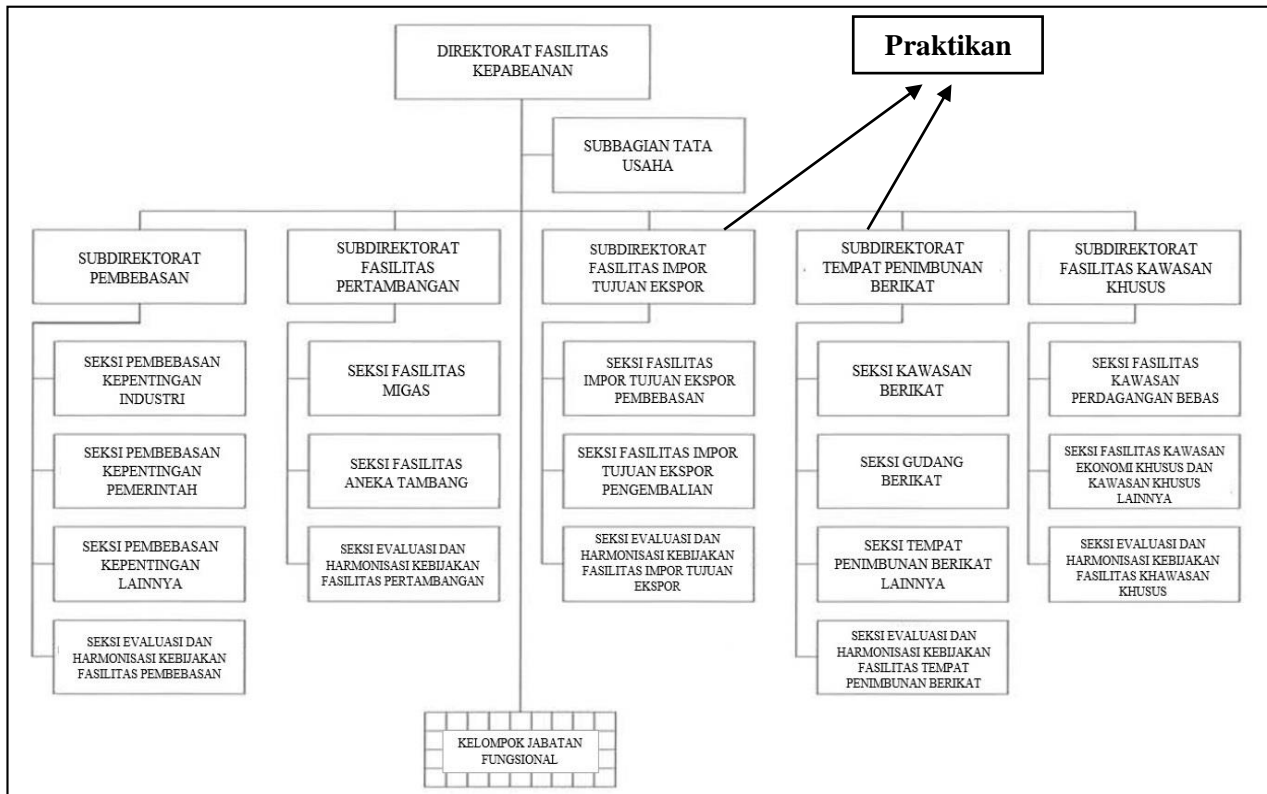 DIREKTORAT FASILITAS
KEPABEANAN
Praktikan
SUBBAGIAN TATA
USAHA
SUBDIREKTORAT
PEMBEBASAN
SUBDIREKTORAT
FASILITAS
PERTAMBANGAN
SUBDIREKTORAT
FASILITAS IMPOR
TUJUAN EKSPOR
SUBDIREKTORAT
TEMPAT PENIMBUNAN
BERIKAT
SUBDIREKTORAT
FASILITAS KAWASAN
KHUSUS
SEKSI PEMBEBASAN
KEPENTINGAN
INDUSTRI
SEKSI PEMBEBASAN
KEPENTINGAN
PEMERINTAH
SEKSI PEMBEBASAN
KEPENTINGAN
LAINNYA
SEKSI EVALUASI DAN
HARMONISASI KEBIJAKAN
FASILITAS PEMBEBASAN
SEKSI FASILITAS
MIGAS
SEKSI FASILITAS
ANEKA TAMBANG
SEKSI EVALUASI DAN
HARMONISASI KEBIJAKAN
FASILITAS PERTAMBANGAN
SEKSI FASILITAS
IMPOR TUJUAN EKSPOR
PEMBEBASAN
SEKSI FASILITAS IMPOR
TUJUAN EKSPOR
PENGEMBALIAN
SEKSI EVALUASI DAN
HARMONISASI KEBIJAKAN
FASILITAS IMPOR TUJUAN
EKSPOR
SEKSI KAWASAN
BERIKAT
SEKSI GUDANG
BERIKAT
SEKSI TEMPAT
PENIMBUNAN BERIKAT
LAINNYA
SEKSI EVALUASI DAN
HARMONISASI KEBIJAKAN
FASILITAS TEMPAT
PENIMBUNAN BERIKAT
SEKSI FASILITAS
KAWASAN
PERDAGANGAN BEBAS
SEKSI FASILITAS KAWASAN
EKONOMI KHUSUS DAN
KAWASAN KHUSUS
LAINNYA
SEKSI EVALUASI DAN
HARMONISASI KEBIJAKAN
FASILITAS KHAWASAN
KHUSUS
KELOMPOK JABATAN
FUNGSIONAL